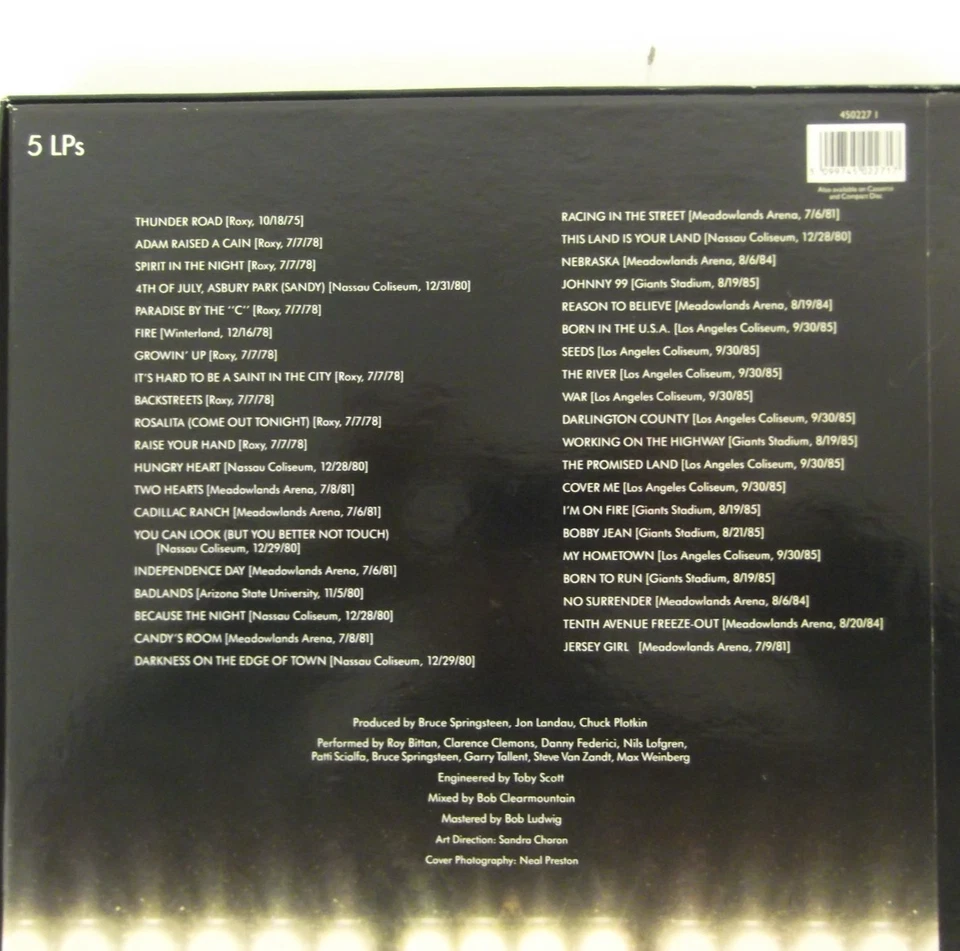 5 LPs
450227 1
5 099745 022717
Also available on Cassette
and Compact Disc
THUNDER ROAD [Roxy, 10/18/75]
ADAM RAISED A CAIN [Roxy, 7/7/78]
SPIRIT IN THE NIGHT [Roxy, 7/7/78]
4TH OF JULY, ASBURY PARK (SANDY) [Nassau Coliseum, 12/31/80]
PARADISE BY THE "C" [Roxy, 7/7/78]
FIRE [Winterland, 12/16/78]
GROWIN' UP [Roxy, 7/7/78]
IT'S HARD TO BE A SAINT IN THE CITY [Roxy, 7/7/78]
BACKSTREETS [Roxy, 7/7/78]
ROSALITA (COME OUT TONIGHT) [Roxy, 7/7/78]
RAISE YOUR HAND [Roxy, 7/7/78]
HUNGRY HEART [Nassau Coliseum, 12/28/80]
TWO HEARTS [Meadowlands Arena, 7/8/81]
CADILLAC RANCH [Meadowlands Arena, 7/6/81]
YOU CAN LOOK (BUT YOU BETTER NOT TOUCH)
[Nassau Coliseum, 12/29/80]
INDEPENDENCE DAY [Meadowlands Arena, 7/6/81]
BADLANDS [Arizona State University, 11/5/80]
BECAUSE THE NIGHT [Nassau Coliseum, 12/28/80]
CANDY'S ROOM [Meadowlands Arena, 7/8/81]
DARKNESS ON THE EDGE OF TOWN [Nassau Coliseum, 12/29/80]
RACING IN THE STREET [Meadowlands Arena, 7/6/81]
THIS LAND IS YOUR LAND [Nassau Coliseum, 12/28/80]
NEBRASKA [Meadowlands Arena, 8/6/84]
JOHNNY 99 [Giants Stadium, 8/19/85]
REASON TO BELIEVE [Meadowlands Arena, 8/19/84]
BORN IN THE U.S.A. [Los Angeles Coliseum, 9/30/85]
SEEDS [Los Angeles Coliseum, 9/30/85]
THE RIVER [Los Angeles Coliseum, 9/30/85]
WAR [Los Angeles Coliseum, 9/30/85]
DARLINGTON COUNTY [Los Angeles Coliseum, 9/30/85]
WORKING ON THE HIGHWAY [Giants Stadium, 8/19/85]
THE PROMISED LAND [Los Angeles Coliseum, 9/30/85]
COVER ME [Los Angeles Coliseum, 9/30/85]
I'M ON FIRE [Giants Stadium, 8/19/85]
BOBBY JEAN [Giants Stadium, 8/21/85]
MY HOMETOWN [Los Angeles Coliseum, 9/30/85]
BORN TO RUN [Giants Stadium, 8/19/85]
NO SURRENDER [Meadowlands Arena, 8/6/84]
TENTH AVENUE FREEZE-OUT [Meadowlands Arena, 8/20/84]
JERSEY GIRL [Meadowlands Arena, 7/9/81]
Produced by Bruce Springsteen, Jon Landau, Chuck Plotkin
Performed by Roy Bittan, Clarence Clemons, Danny Federici, Nils Lofgren,
Patti Scialfa, Bruce Springsteen, Garry Tallent, Steve Van Zandt, Max Weinberg
Engineered by Toby Scott
Mixed by Bob Clearmountain
Mastered by Bob Ludwig
Art Direction: Sandra Choron
Cover Photography: Neal Preston